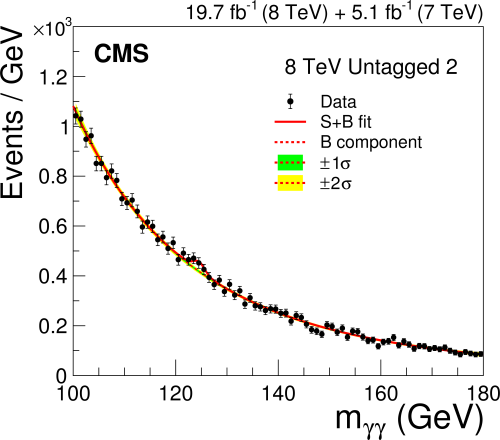 19.7 fb⁻¹ (8 TeV) + 5.1 fb⁻¹ (7 TeV)
×10³
CMS
8 TeV Untagged 2
Data
S+B fit
B component
±1σ
±2σ
Events / GeV
1.2
1
0.8
0.6
0.4
0.2
0
100 120 140 160 180
mγγ (GeV)